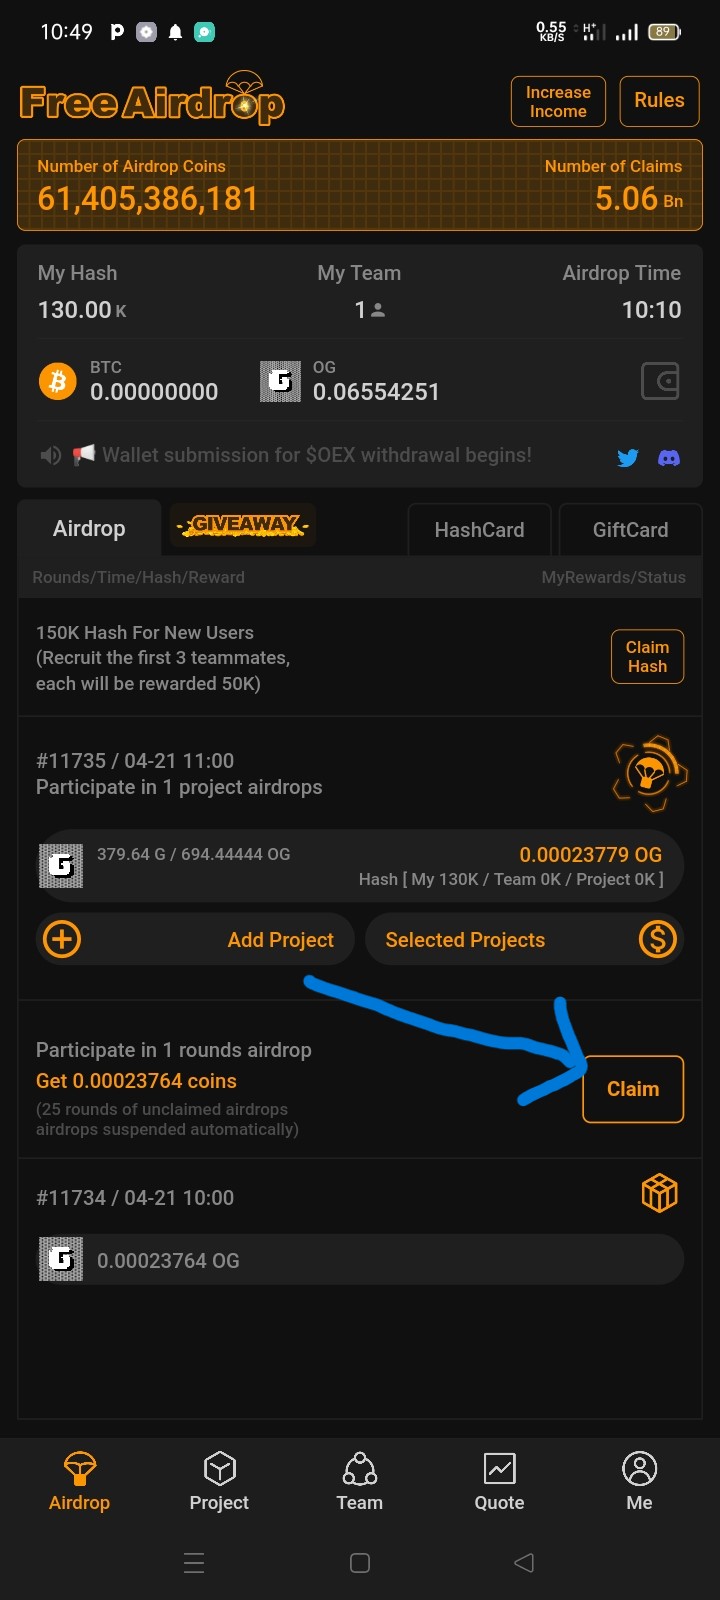 10:49
0.55 KB/S
H+
89
Free Airdrop
Increase Income
Rules
Number of Airdrop Coins
Number of Claims
61,405,386,181
5.06 Bn
My Hash
My Team
Airdrop Time
130.00 K
1
10:10
BTC
0.00000000
G
OG
0.06554251
Wallet submission for $OEX withdrawal begins!
Airdrop
GIVEAWAY
HashCard
GiftCard
Rounds/Time/Hash/Reward
MyRewards/Status
150K Hash For New Users
(Recruit the first 3 teammates,
each will be rewarded 50K)
Claim
Hash
#11735 / 04-21 11:00
Participate in 1 project airdrops
G
379.64 G / 694.44444 OG
0.00023779 OG
Hash [ My 130K / Team 0K / Project 0K ]
Add Project
Selected Projects
Participate in 1 rounds airdrop
Get 0.00023764 coins
(25 rounds of unclaimed airdrops
airdrops suspended automatically)
Claim
#11734 / 04-21 10:00
G
0.00023764 OG
Airdrop
Project
Team
Quote
Me